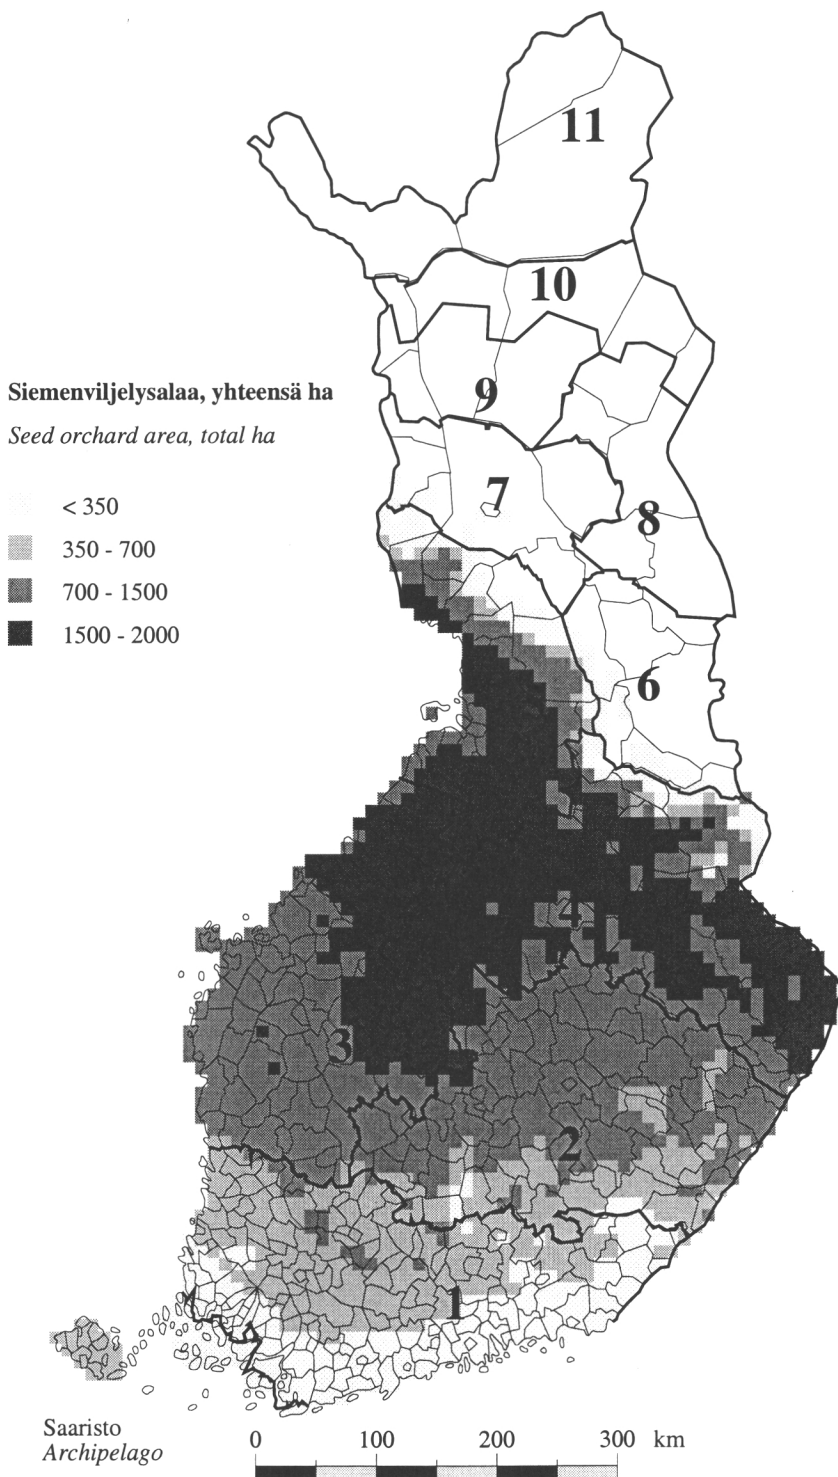 11
10
9
Siemenviljelysalaa, yhteensä ha
Seed orchard area, total ha
7
8
< 350
350 - 700
700 - 1500
1500 - 2000
6
4
3
2
1
Saaristo
Archipelago
0 100 200 300 km